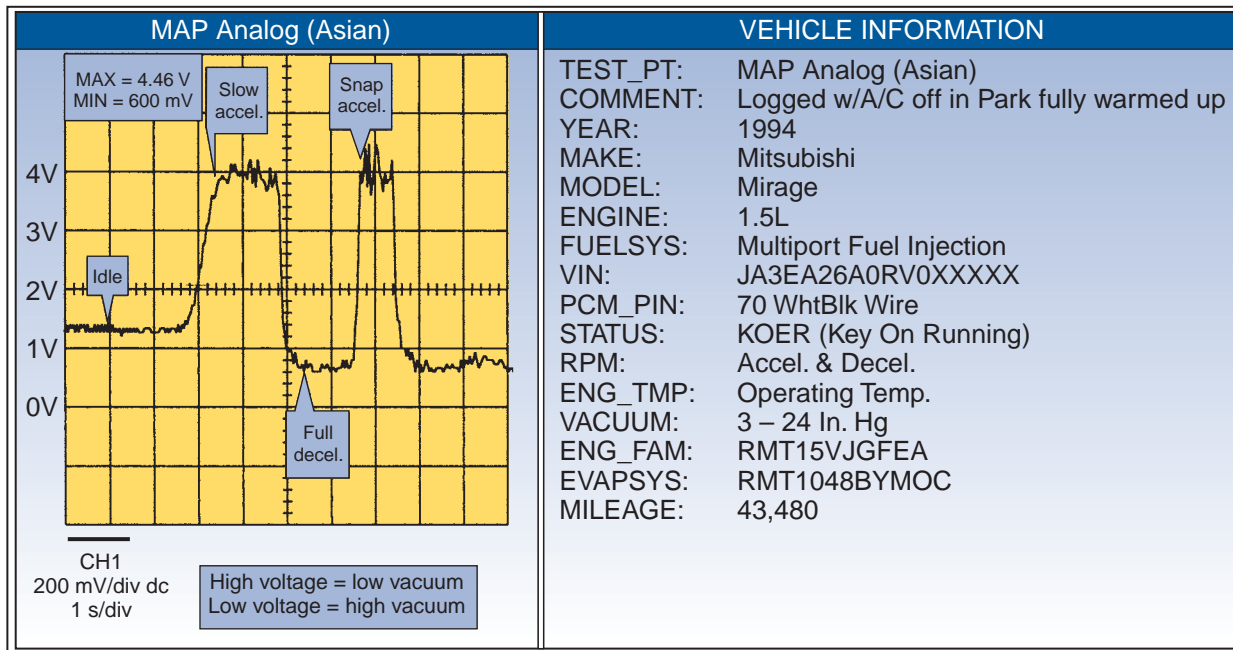 MAP Analog (Asian)
MAX = 4.46 V
MIN = 600 mV
Slow
accel.
Snap
accel.
4V
3V
Idle
2V
1V
0V
Full
decel.
CH1
200 mV/div dc
1 s/div
High voltage = low vacuum
Low voltage = high vacuum
VEHICLE INFORMATION
TEST_PT: MAP Analog (Asian)
COMMENT: Logged w/A/C off in Park fully warmed up
YEAR: 1994
MAKE: Mitsubishi
MODEL: Mirage
ENGINE: 1.5L
FUELSYS: Multiport Fuel Injection
VIN: JA3EA26A0RV0XXXXX
PCM_PIN: 70 WhtBlk Wire
STATUS: KOER (Key On Running)
RPM: Accel. & Decel.
ENG_TMP: Operating Temp.
VACUUM: 3 – 24 In. Hg
ENG_FAM: RMT15VJGFEA
EVAPSYS: RMT1048BYMOC
MILEAGE: 43,480